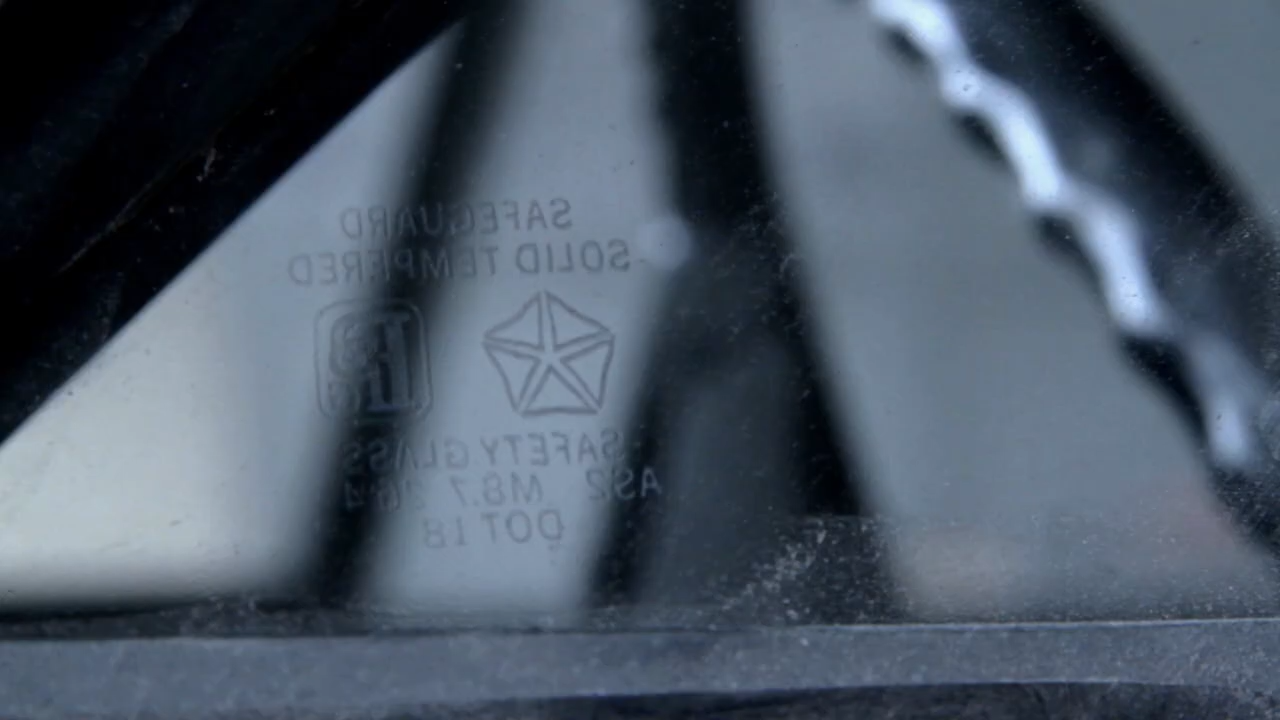 SAFEGUARD
SOLID TEMPERED
SAFETY GLASS
AS2 M8.7
DOT 18